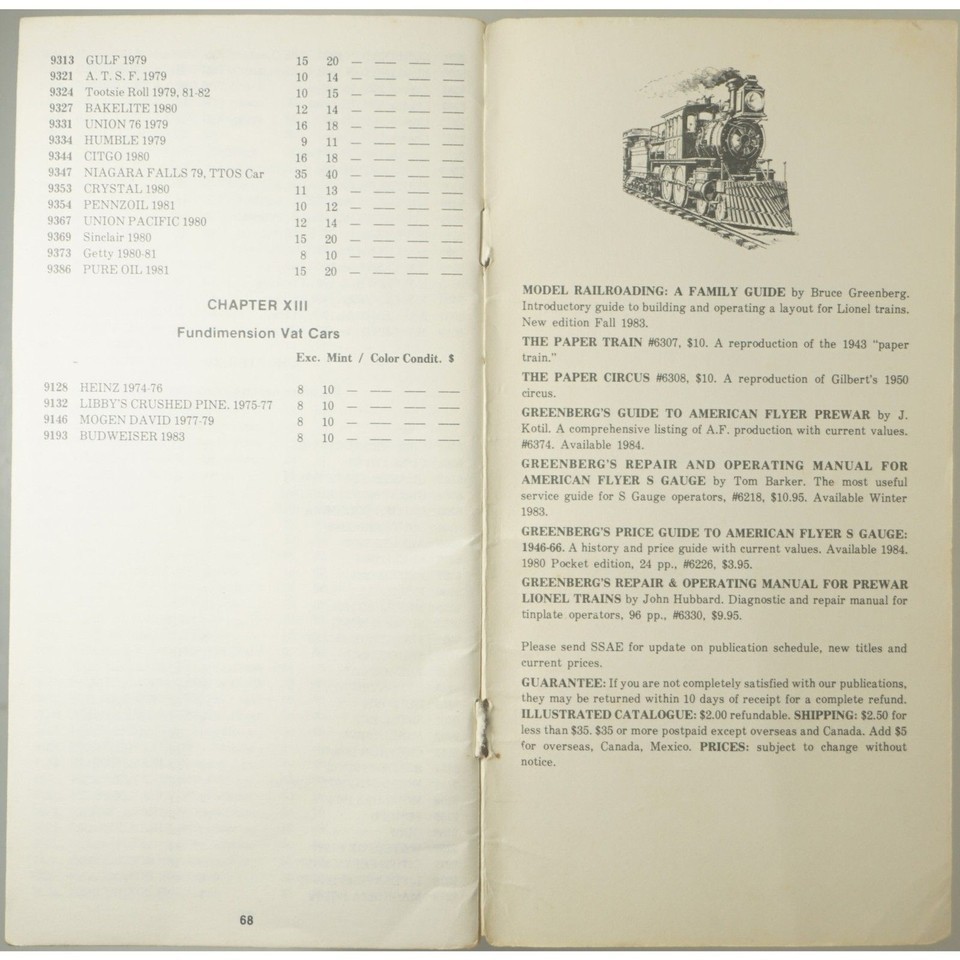 9313 GULF 1979 15 20 — — — — —
9321 A. T. S. F. 1979 10 14 — — — — —
9324 Tootsie Roll 1979, 81-82 10 15 — — — — —
9327 BAKELITE 1980 12 14 — — — — —
9331 UNION 76 1979 16 18 — — — — —
9334 HUMBLE 1979 9 11 — — — — —
9344 CITGO 1980 16 18 — — — — —
9347 NIAGARA FALLS 79, TTOS Car 35 40 — — — — —
9353 CRYSTAL 1980 11 13 — — — — —
9354 PENNZOIL 1981 10 12 — — — — —
9367 UNION PACIFIC 1980 12 14 — — — — —
9369 Sinclair 1980 15 20 — — — — —
9373 Getty 1980-81 8 10 — — — — —
9386 PURE OIL 1981 15 20 — — — — —
CHAPTER XIII
Fundimension Vat Cars
Exc. Mint / Color Condit. $
9128 HEINZ 1974-76 8 10 — — — — —
9132 LIBBY'S CRUSHED PINE. 1975-77 8 10 — — — — —
9146 MOGEN DAVID 1977-79 8 10 — — — — —
9193 BUDWEISER 1983 8 10 — — — — —
68
MODEL RAILROADING: A FAMILY GUIDE by Bruce Greenberg.
Introductory guide to building and operating a layout for Lionel trains.
New edition Fall 1983.
THE PAPER TRAIN #6307, $10. A reproduction of the 1943 “paper
train.”
THE PAPER CIRCUS #6308, $10. A reproduction of Gilbert's 1950
circus.
GREENBERG'S GUIDE TO AMERICAN FLYER PREWAR by J.
Kotil. A comprehensive listing of A.F. production with current values.
#6374. Available 1984.
GREENBERG'S REPAIR AND OPERATING MANUAL FOR
AMERICAN FLYER S GAUGE by Tom Barker. The most useful
service guide for S Gauge operators, #6218, $10.95. Available Winter
1983.
GREENBERG'S PRICE GUIDE TO AMERICAN FLYER S GAUGE:
1946-66. A history and price guide with current values. Available 1984.
1980 Pocket edition, 24 pp., #6226, $3.95.
GREENBERG'S REPAIR & OPERATING MANUAL FOR PREWAR
LIONEL TRAINS by John Hubbard. Diagnostic and repair manual for
tinplate operators, 96 pp., #6330, $9.95.
Please send SSAE for update on publication schedule, new titles and
current prices.
GUARANTEE: If you are not completely satisfied with our publications,
they may be returned within 10 days of receipt for a complete refund.
ILLUSTRATED CATALOGUE: $2.00 refundable. SHIPPING: $2.50 for
less than $35. $35 or more postpaid except overseas and Canada. Add $5
for overseas, Canada, Mexico. PRICES: subject to change without
notice.